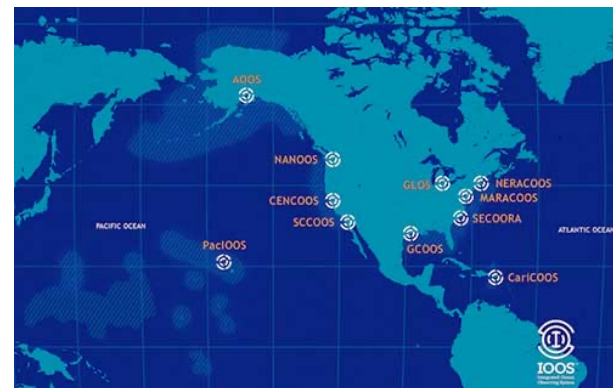 AOOS
NANOOS
GLOS
NERACOOS
MARACOOS
CENCOOS
SECOORA
SCCOOS
PACIFIC OCEAN
ATLANTIC OCEAN
GCOOS
PacIOOS
CariCOOS
IOOS
Integrated Ocean
Observing System